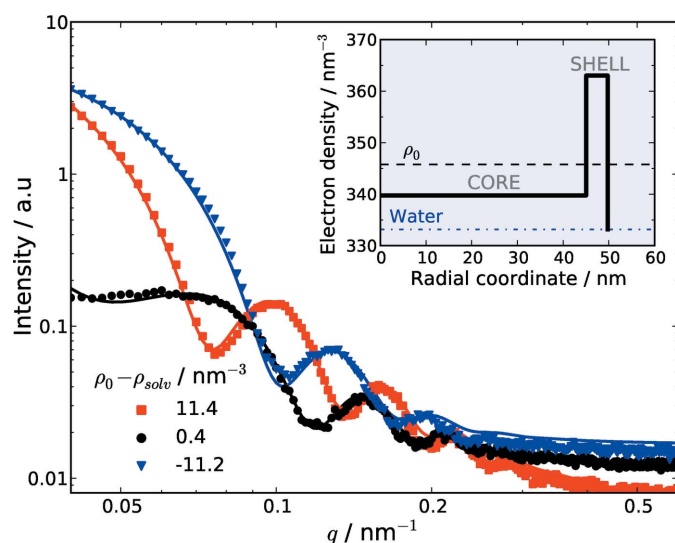 Intensity / a.u
10
1
0.1
0.01
0.05
0.1
0.2
0.5
q / nm⁻¹
ρ₀−ρsolv / nm⁻³
11.4
0.4
-11.2
Electron density / nm⁻³
370
360
350
340
330
SHELL
ρ₀
CORE
Water
0 10 20 30 40 50 60
Radial coordinate / nm